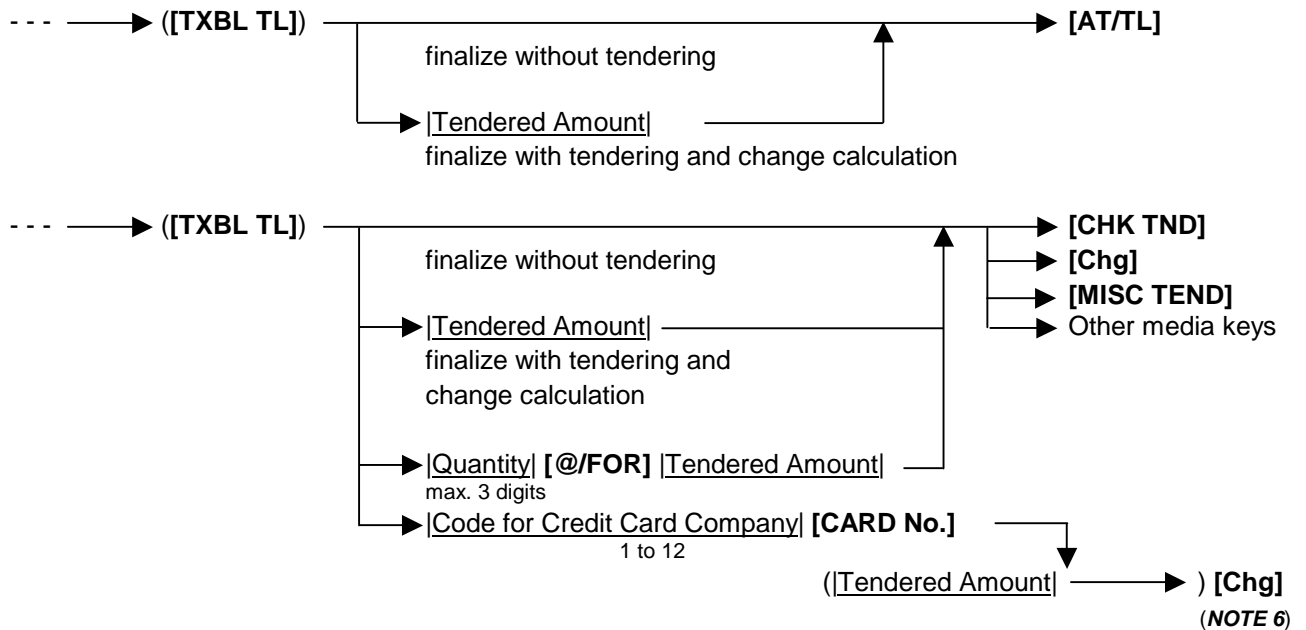 - - - ([TXBL TL]) [AT/TL]
finalize without tendering
|Tendered Amount|
finalize with tendering and change calculation
- - - ([TXBL TL]) [CHK TND]
finalize without tendering [Chg]
[MISC TEND]
|Tendered Amount| Other media keys
finalize with tendering and
change calculation
|Quantity| [@/FOR] |Tendered Amount|
max. 3 digits
|Code for Credit Card Company| [CARD No.]
1 to 12
(|Tendered Amount| ) [Chg]
(NOTE 6)